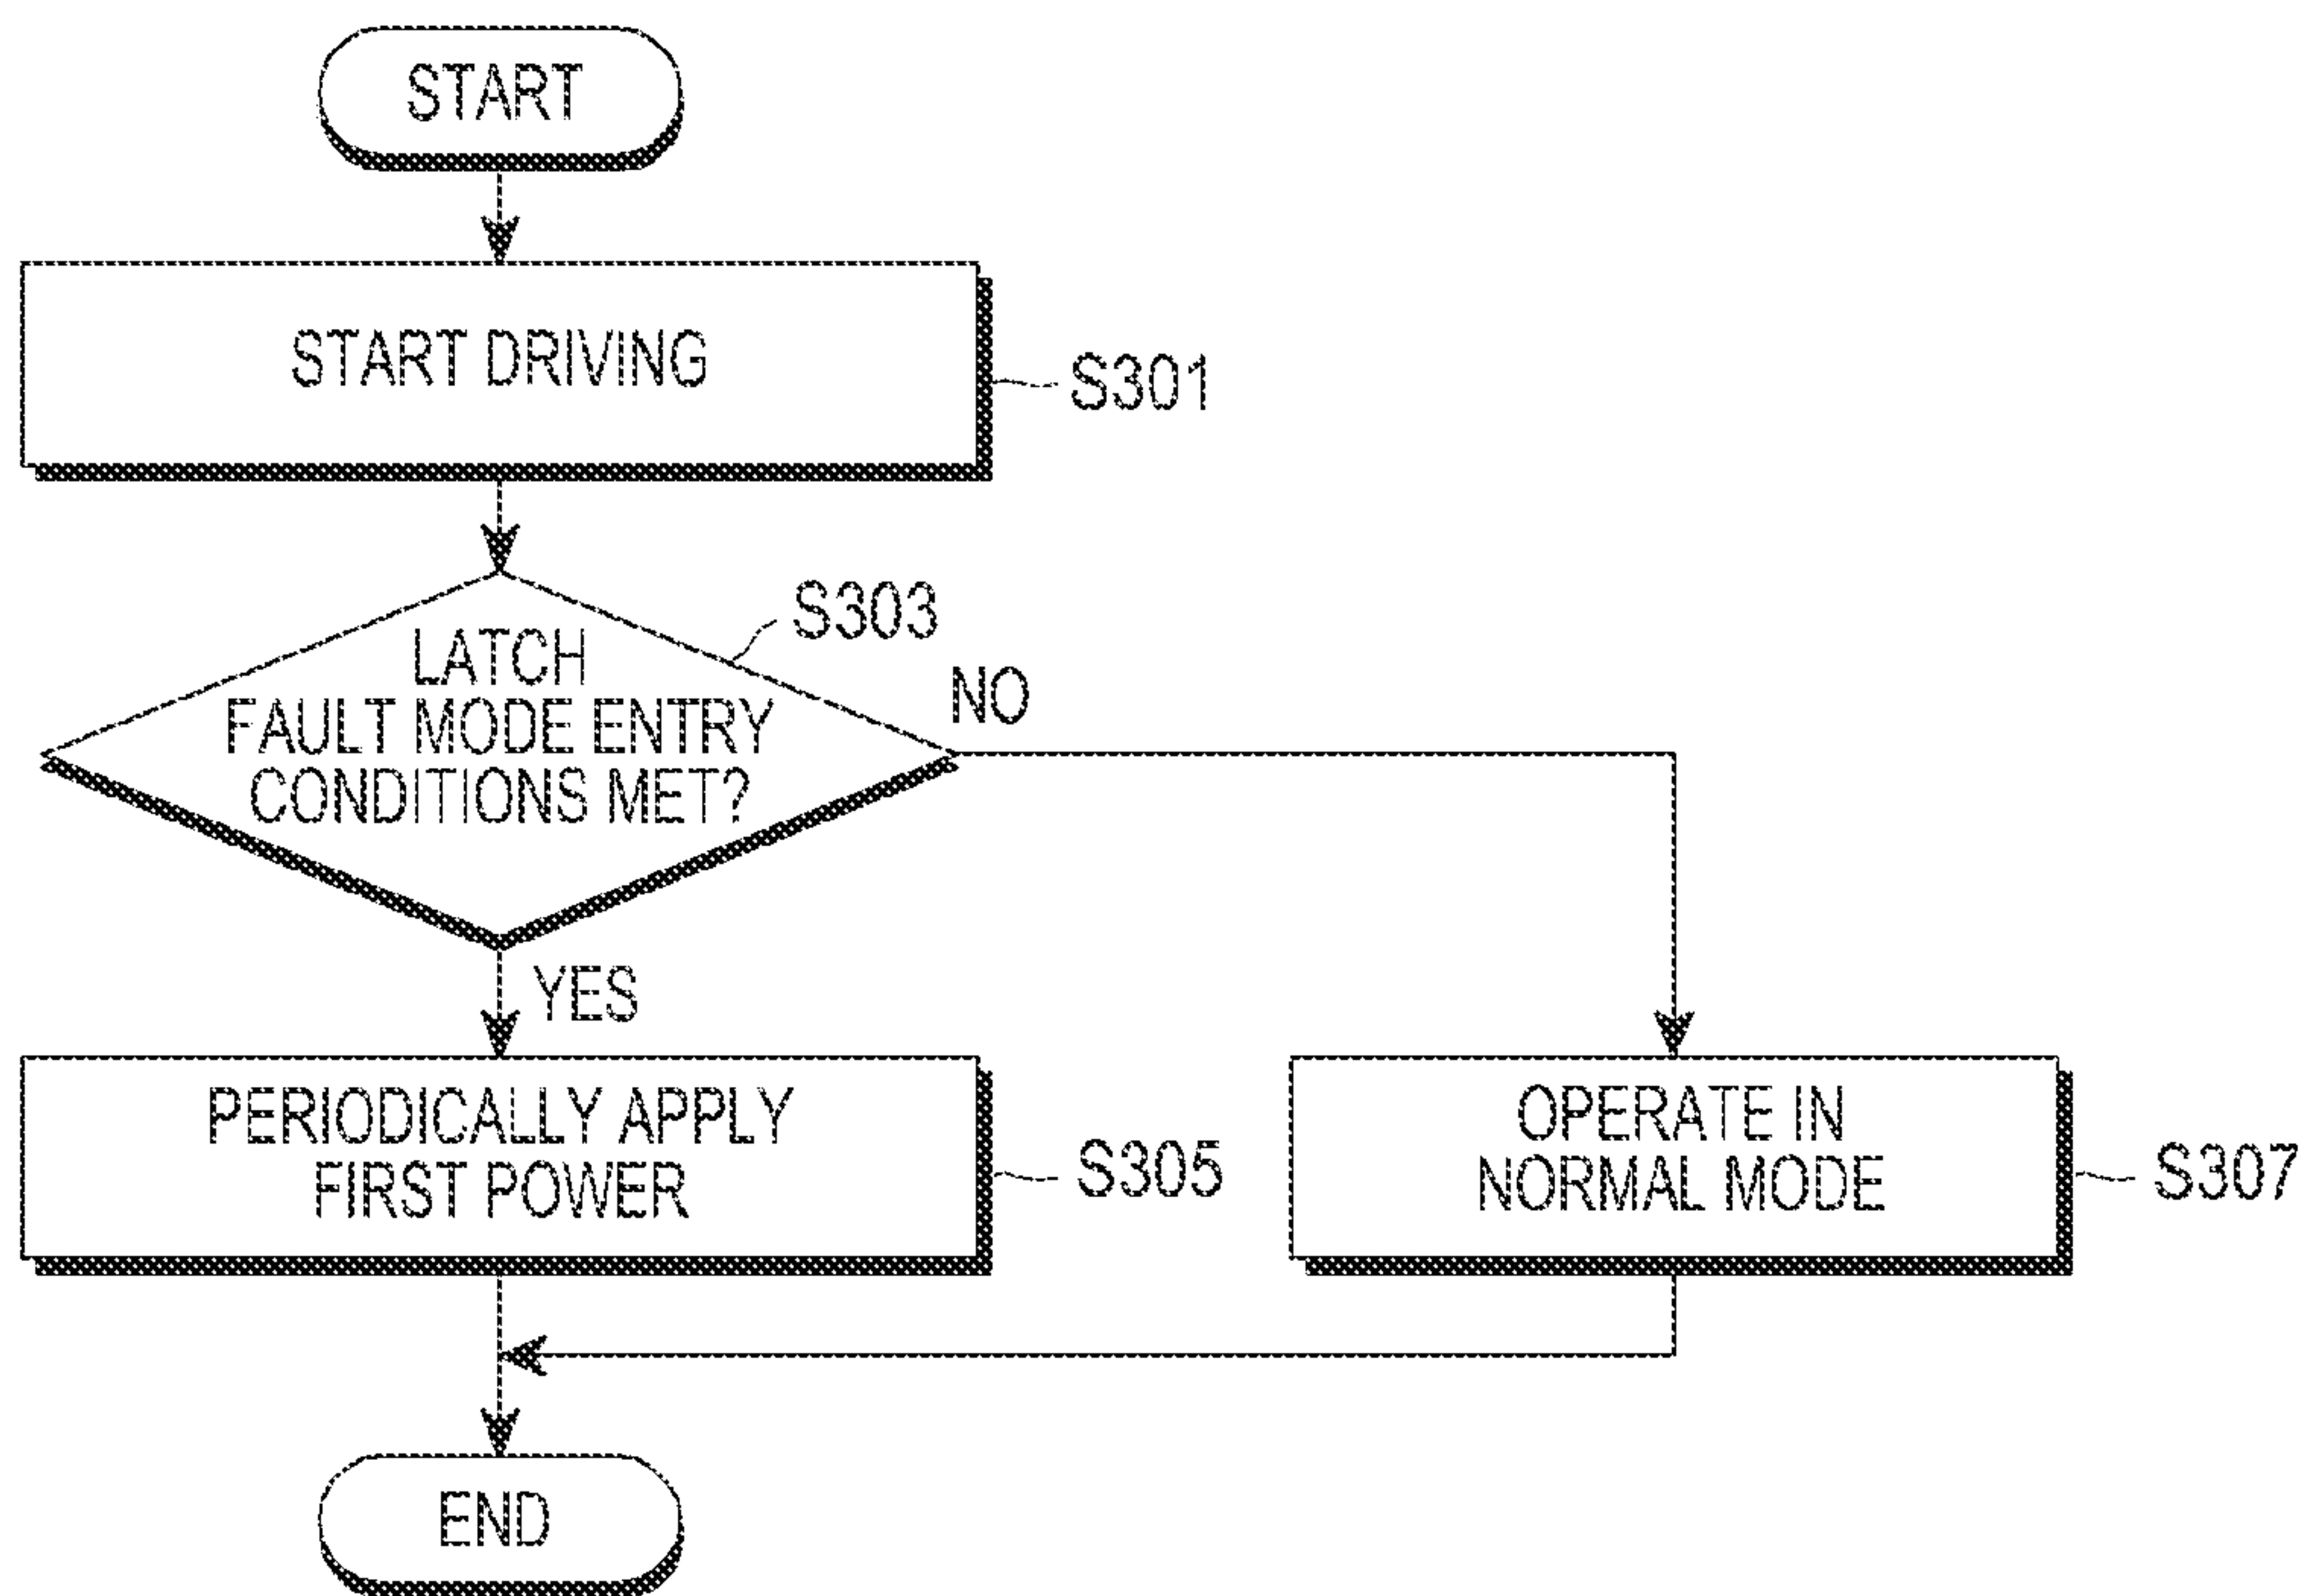 START
START DRIVING
S301
S303
LATCH
FAULT MODE ENTRY
CONDITIONS MET?
NO
YES
PERIODICALLY APPLY
FIRST POWER
S305
OPERATE IN
NORMAL MODE
S307
END